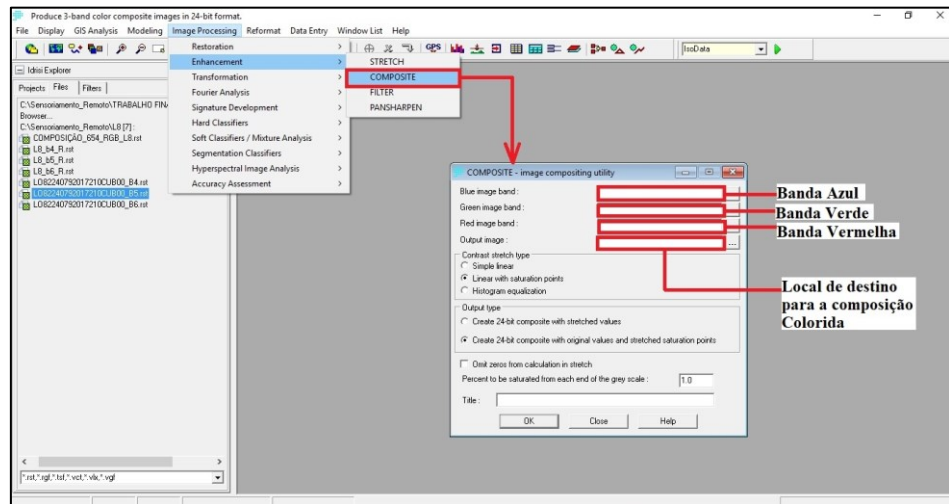 Produce 3-band color composite images in 24-bit format.
File Display GIS Analysis Modeling Image Processing Reformat Data Entry Window List Help
GPS
IsoData
Restoration
Enhancement
Transformation
Fourier Analysis
Signature Development
Hard Classifiers
Soft Classifiers / Mixture Analysis
Segmentation Classifiers
Hyperspectral Image Analysis
Accuracy Assessment
STRETCH
COMPOSITE
FILTER
PANSHARPEN
Idrisi Explorer
Projects Files Filters
C:\Sensoriamento_Remoto\TRABALHO FIN
Browser...
C:\Sensoriamento_Remoto\L8 [7] :
COMPOSIÇÃO_654_RGB_L8.rst
L8_b4_R.rst
L8_b5_R.rst
L8_b6_R.rst
LO82240792017210CUB00_B4.rst
LO82240792017210CUB00_B5.rst
LO82240792017210CUB00_B6.rst
*.rst,*.rgf,*.tsf,*.vct,*.vlx,*.vgf
COMPOSITE - image compositing utility
Blue image band :
Green image band :
Red image band :
Output image :
...
Contrast stretch type
Simple linear
Linear with saturation points
Histogram equalization
Output type
Create 24-bit composite with stretched values
Create 24-bit composite with original values and stretched saturation points
Omit zeros from calculation in stretch
Percent to be saturated from each end of the grey scale : 1.0
Title :
OK Close Help
Banda Azul
Banda Verde
Banda Vermelha
Local de destino
para a composição
Colorida